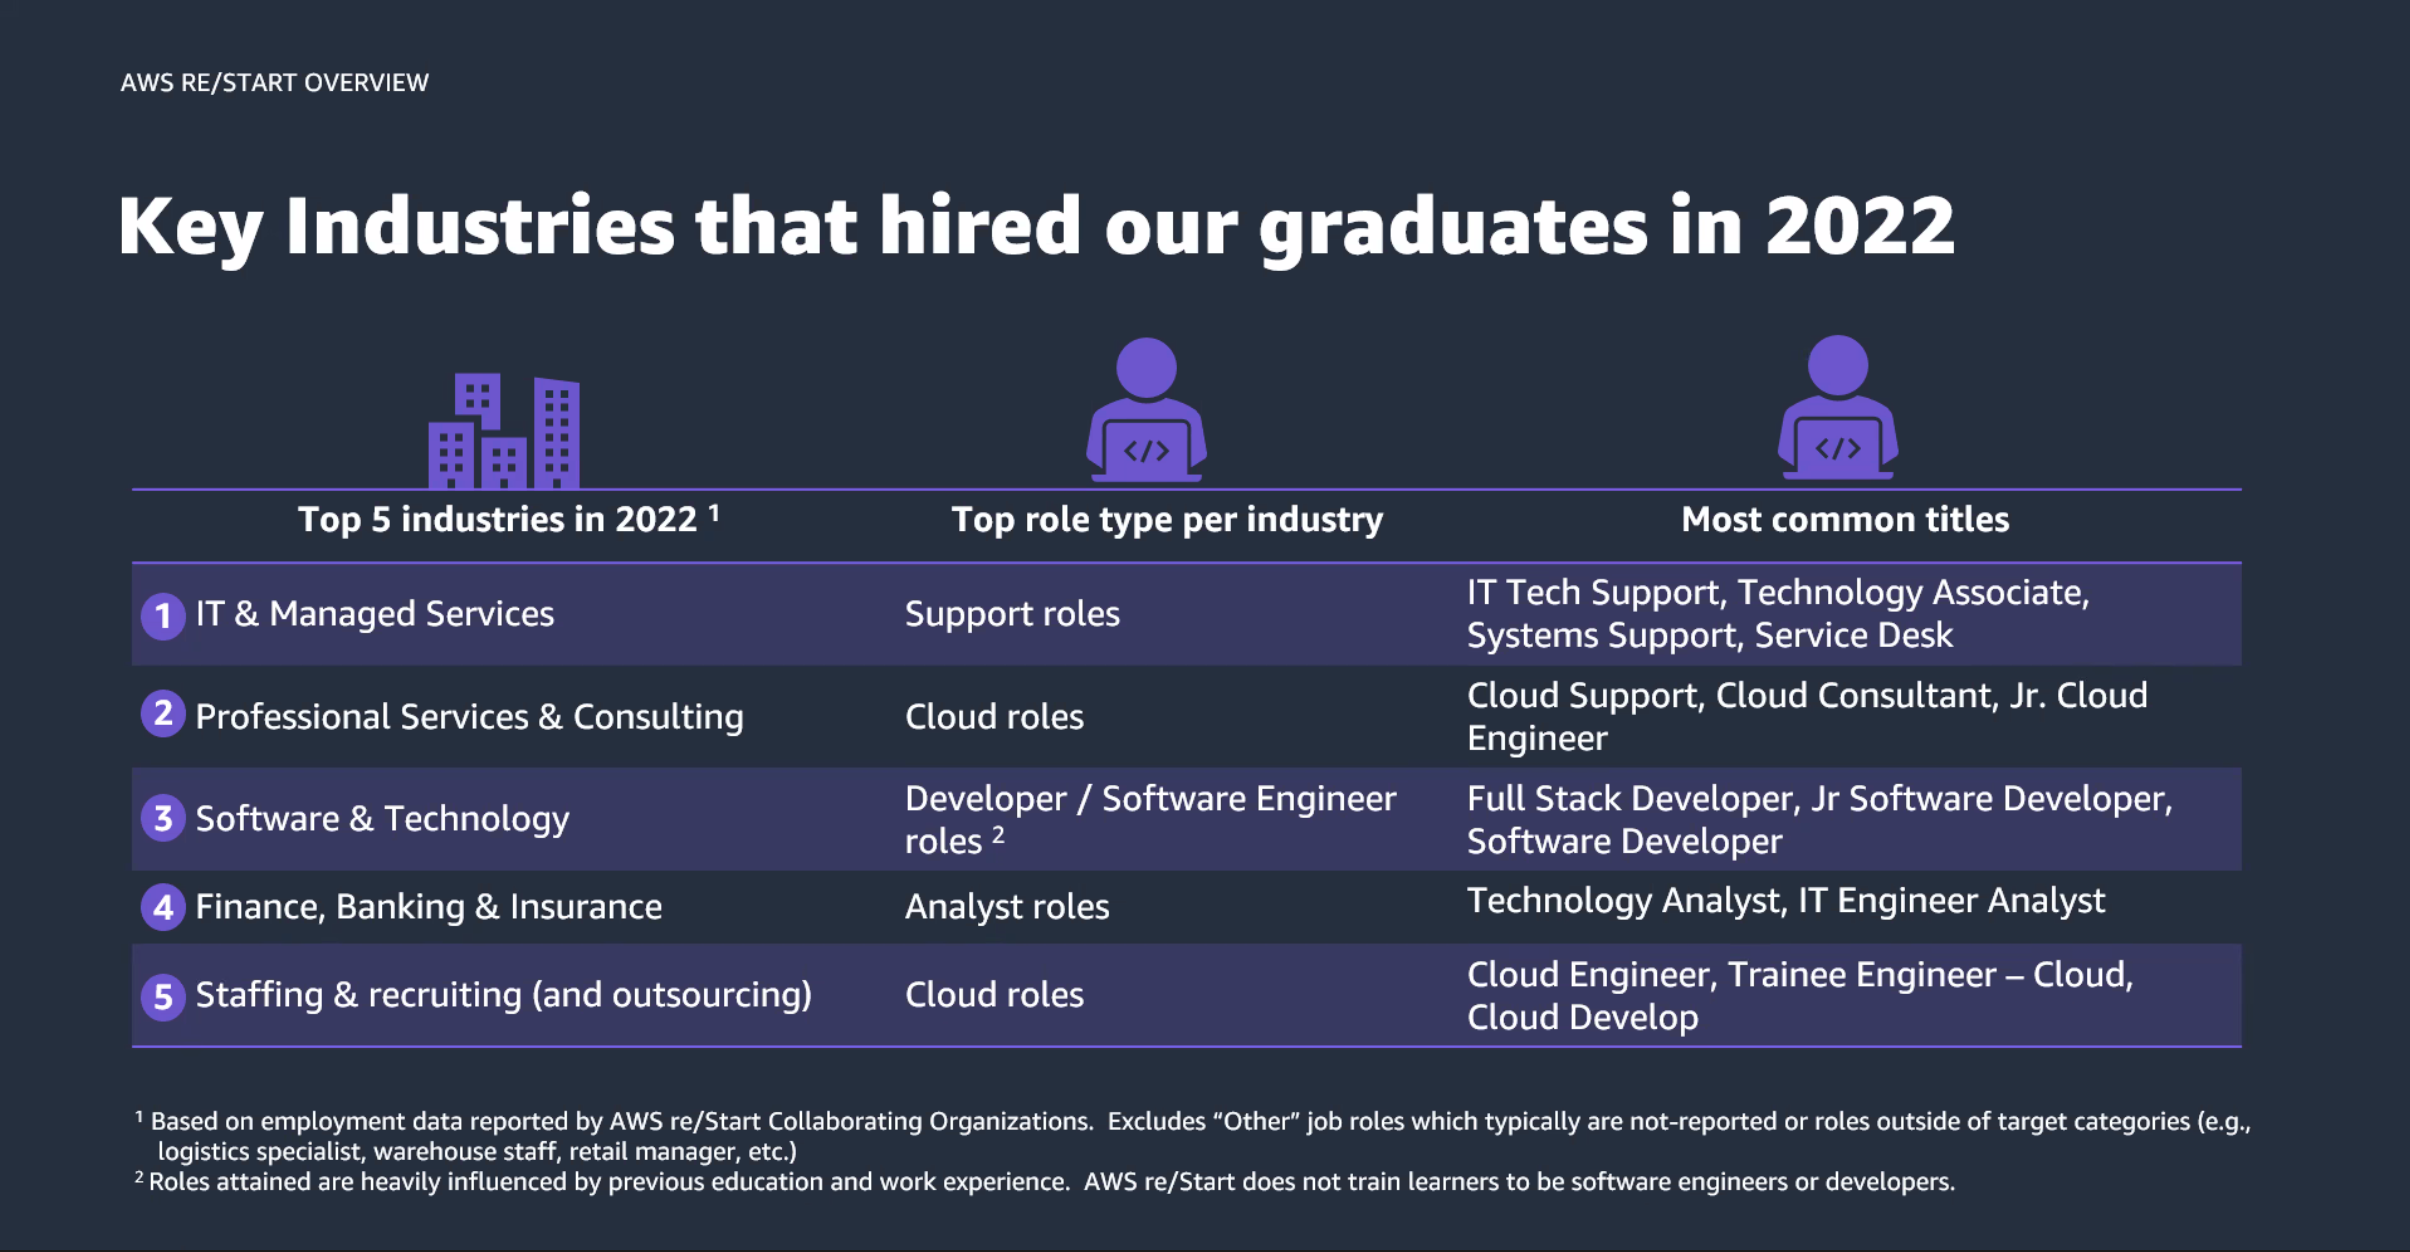 AWS RE/START OVERVIEW
Key Industries that hired our graduates in 2022
</>
</>
Top 5 industries in 2022 ¹
Top role type per industry
Most common titles
1 IT & Managed Services
Support roles
IT Tech Support, Technology Associate,
Systems Support, Service Desk
2 Professional Services & Consulting
Cloud roles
Cloud Support, Cloud Consultant, Jr. Cloud
Engineer
3 Software & Technology
Developer / Software Engineer
roles ²
Full Stack Developer, Jr Software Developer,
Software Developer
4 Finance, Banking & Insurance
Analyst roles
Technology Analyst, IT Engineer Analyst
5 Staffing & recruiting (and outsourcing)
Cloud roles
Cloud Engineer, Trainee Engineer – Cloud,
Cloud Develop
¹ Based on employment data reported by AWS re/Start Collaborating Organizations.  Excludes “Other” job roles which typically are not-reported or roles outside of target categories (e.g.,
logistics specialist, warehouse staff, retail manager, etc.)
² Roles attained are heavily influenced by previous education and work experience.  AWS re/Start does not train learners to be software engineers or developers.